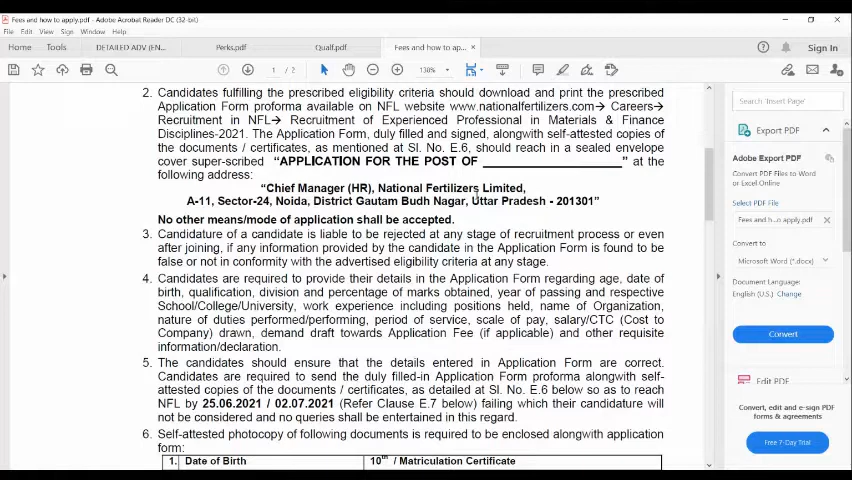 Fees and how to apply.pdf - Adobe Acrobat Reader DC (32-bit)
File Edit View Sign Window Help
Home Tools DETAILED ADV (EN... Perks.pdf Qualf.pdf Fees and how to ap... × Sign In
1 / 2 138%
2. Candidates fulfilling the prescribed eligibility criteria should download and print the prescribed
Application Form proforma available on NFL website www.nationalfertilizers.com→ Careers→
Recruitment in NFL→ Recruitment of Experienced Professional in Materials & Finance
Disciplines-2021. The Application Form, duly filled and signed, alongwith self-attested copies of
the documents / certificates, as mentioned at Sl. No. E.6, should reach in a sealed envelope
cover super-scribed "APPLICATION FOR THE POST OF ____________________" at the
following address:
"Chief Manager (HR), National Fertilizers Limited,
A-11, Sector-24, Noida, District Gautam Budh Nagar, Uttar Pradesh - 201301"
No other means/mode of application shall be accepted.
3. Candidature of a candidate is liable to be rejected at any stage of recruitment process or even
after joining, if any information provided by the candidate in the Application Form is found to be
false or not in conformity with the advertised eligibility criteria at any stage.
4. Candidates are required to provide their details in the Application Form regarding age, date of
birth, qualification, division and percentage of marks obtained, year of passing and respective
School/College/University, work experience including positions held, name of Organization,
nature of duties performed/performing, period of service, scale of pay, salary/CTC (Cost to
Company) drawn, demand draft towards Application Fee (if applicable) and other requisite
information/declaration.
5. The candidates should ensure that the details entered in Application Form are correct.
Candidates are required to send the duly filled-in Application Form proforma alongwith self-
attested copies of the documents / certificates, as detailed at Sl. No. E.6 below so as to reach
NFL by 25.06.2021 / 02.07.2021 (Refer Clause E.7 below) failing which their candidature will
not be considered and no queries shall be entertained in this regard.
6. Self-attested photocopy of following documents is required to be enclosed alongwith application
form:
1. Date of Birth 10th / Matriculation Certificate
Search 'Insert Page'
Export PDF
Adobe Export PDF
Convert PDF Files to Word
or Excel Online
Select PDF File
Fees and h...o apply.pdf ×
Convert to
Microsoft Word (*.docx)
Document Language:
English (U.S.) Change
Convert
Edit PDF
Convert, edit and e-sign PDF
forms & agreements
Free 7-Day Trial